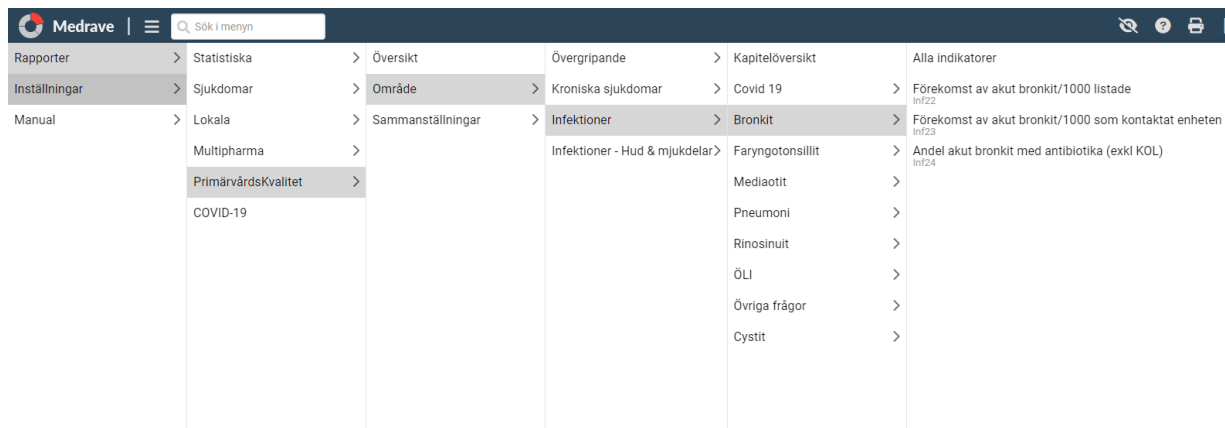 Medrave
Sök i menyn
Rapporter
Inställningar
Manual
Statistiska
Sjukdomar
Lokala
Multipharma
PrimärvårdsKvalitet
COVID-19
Översikt
Område
Sammanställningar
Övergripande
Kroniska sjukdomar
Infektioner
Infektioner - Hud & mjukdelar
Kapitelöversikt
Covid 19
Bronkit
Faryngotonsillit
Mediaotit
Pneumoni
Rinosinuit
ÖLI
Övriga frågor
Cystit
Alla indikatorer
Förekomst av akut bronkit/1000 listade
Inf22
Förekomst av akut bronkit/1000 som kontaktat enheten
Inf23
Andel akut bronkit med antibiotika (exkl KOL)
Inf24